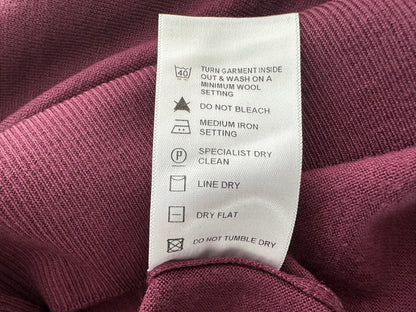 40 TURN GARMENT INSIDE
OUT & WASH ON A
MINIMUM WOOL
SETTING
DO NOT BLEACH
MEDIUM IRON
SETTING
P SPECIALIST DRY
CLEAN
LINE DRY
DRY FLAT
DO NOT TUMBLE DRY